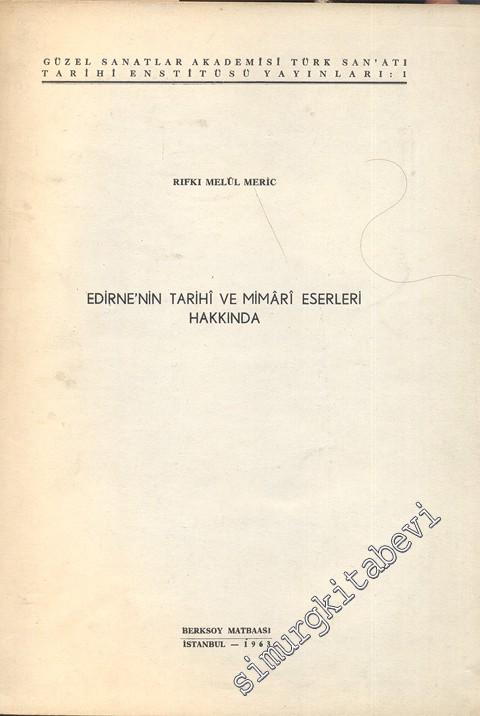 GÜZEL SANATLAR AKADEMİSİ TÜRK SAN'ATI
TARİHİ ENSTİTÜSÜ YAYINLARI: 1
RIFKI MELÛL MERİC
EDİRNE'NİN TARİHÎ VE MİMÂRÎ ESERLERİ
HAKKINDA
BERKSOY MATBAASI
İSTANBUL — 1963
simurgkitabevi